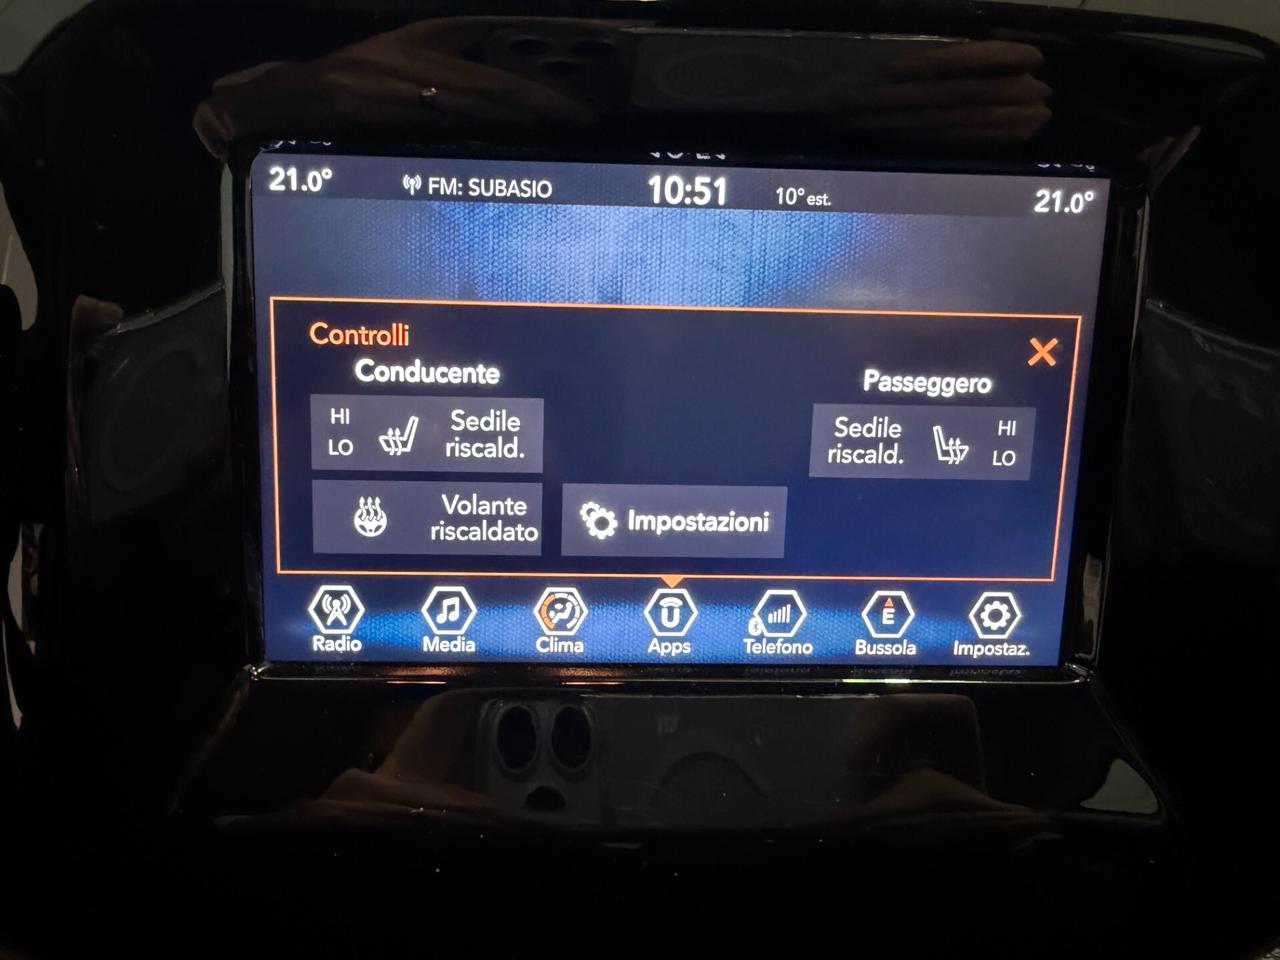 21.0°
FM: SUBASIO
10:51
10° est.
21.0°
Controlli
Conducente
Passeggero
HI
LO
Sedile
riscald.
Sedile
riscald.
HI
LO
Volante
riscaldato
Impostazioni
Radio
Media
Clima
U
Apps
Telefono
E
Bussola
Impostaz.